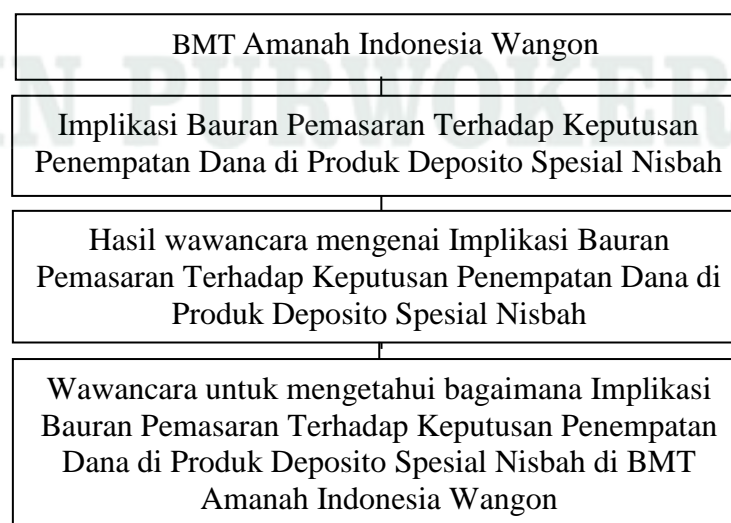 BMT Amanah Indonesia Wangon
IN PURWOKER
Implikasi Bauran Pemasaran Terhadap Keputusan
Penempatan Dana di Produk Deposito Spesial Nisbah
Hasil wawancara mengenai Implikasi Bauran
Pemasaran Terhadap Keputusan Penempatan Dana di
Produk Deposito Spesial Nisbah
Wawancara untuk mengetahui bagaimana Implikasi
Bauran Pemasaran Terhadap Keputusan Penempatan
Dana di Produk Deposito Spesial Nisbah di BMT
Amanah Indonesia Wangon